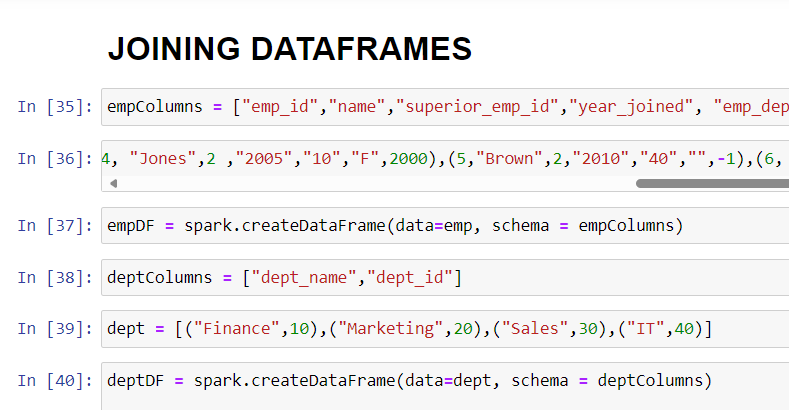 JOINING DATAFRAMES
In [35]: empColumns = ["emp_id","name","superior_emp_id","year_joined", "emp_dep
In [36]: 4, "Jones",2 ,"2005","10","F",2000),(5,"Brown",2,"2010","40","",-1),(6,
In [37]: empDF = spark.createDataFrame(data=emp, schema = empColumns)
In [38]: deptColumns = ["dept_name","dept_id"]
In [39]: dept = [("Finance",10),("Marketing",20),("Sales",30),("IT",40)]
In [40]: deptDF = spark.createDataFrame(data=dept, schema = deptColumns)